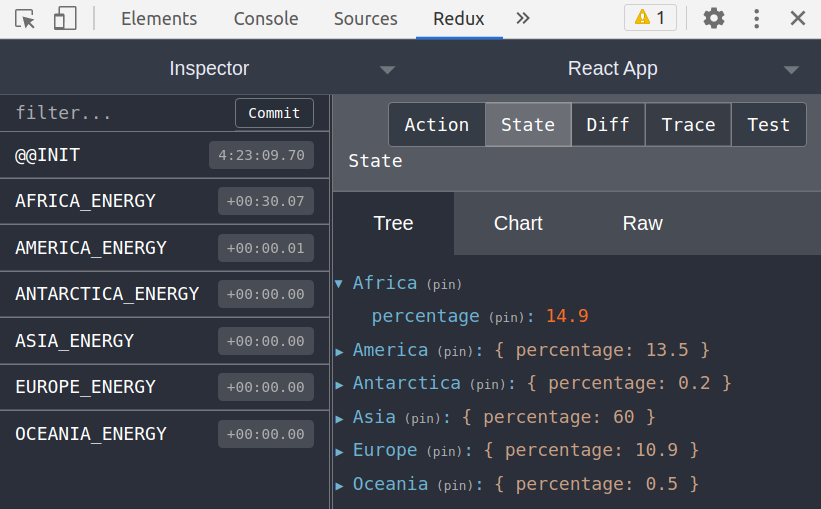 Elements Console Sources Redux » 1
Inspector React App
filter... Commit
Action State Diff Trace Test
State
@@INIT 4:23:09.70
AFRICA_ENERGY +00:30.07
AMERICA_ENERGY +00:00.01
ANTARCTICA_ENERGY +00:00.00
ASIA_ENERGY +00:00.00
EUROPE_ENERGY +00:00.00
OCEANIA_ENERGY +00:00.00
Tree Chart Raw
Africa (pin)
percentage (pin): 14.9
America (pin): { percentage: 13.5 }
Antarctica (pin): { percentage: 0.2 }
Asia (pin): { percentage: 60 }
Europe (pin): { percentage: 10.9 }
Oceania (pin): { percentage: 0.5 }